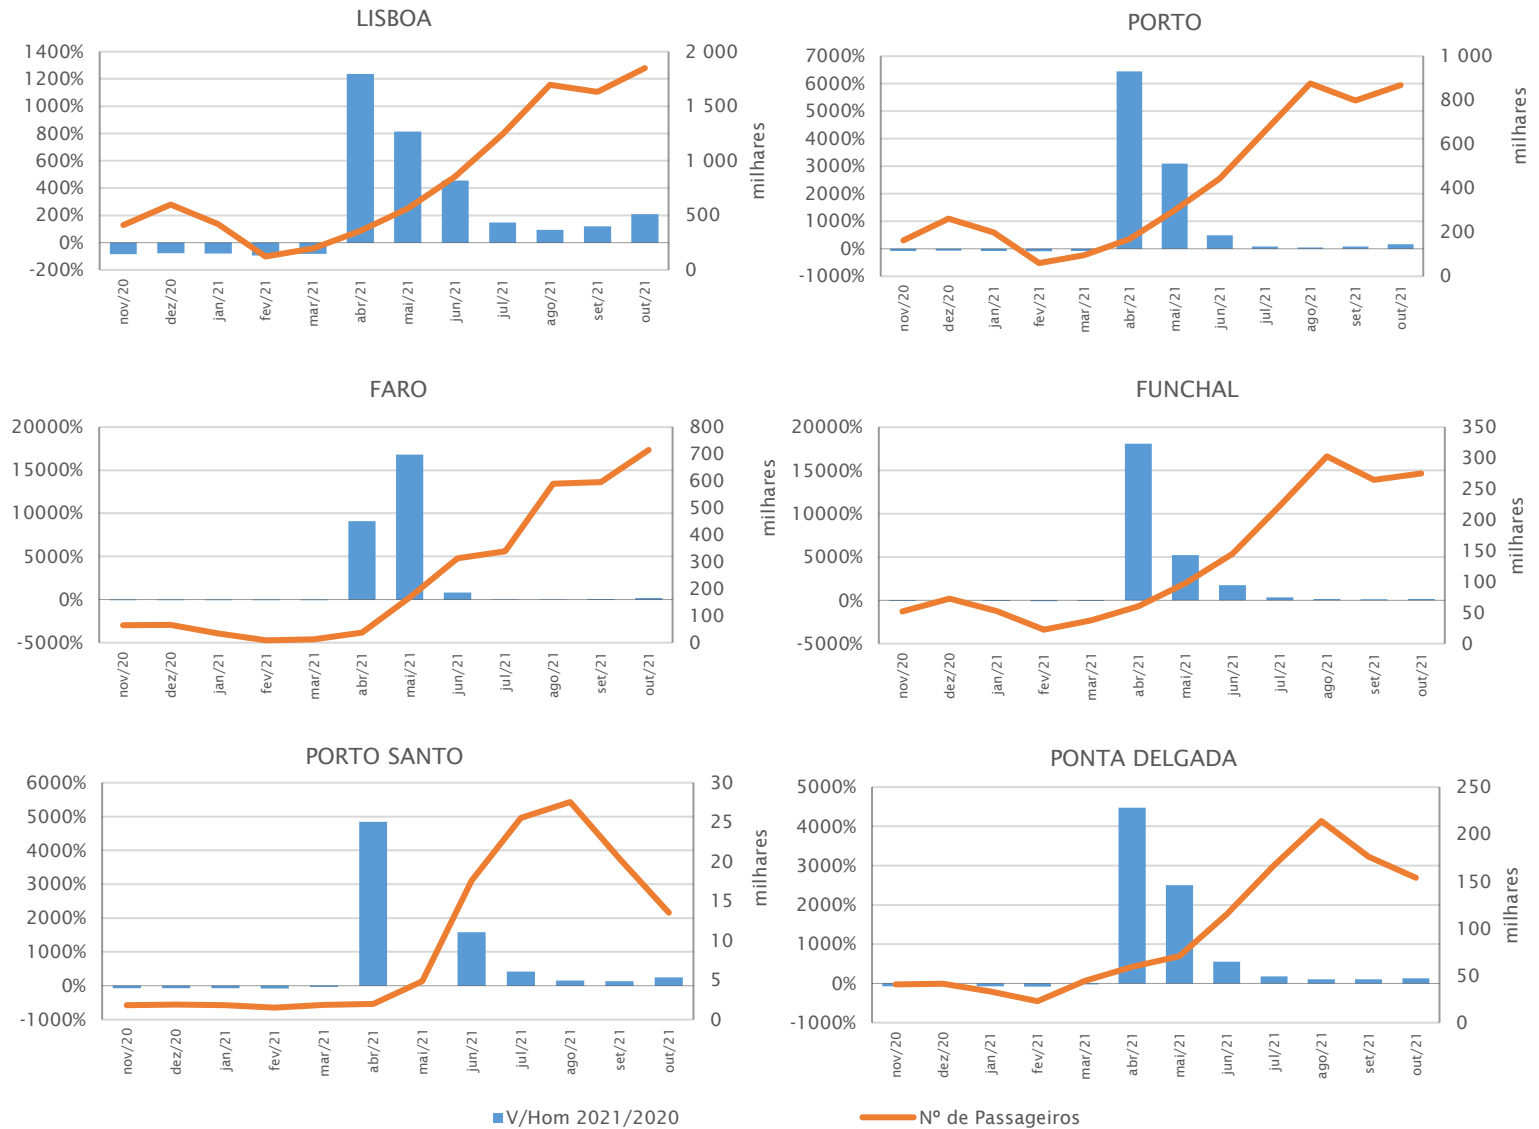 LISBOA
1400%
1200%
1000%
800%
600%
400%
200%
0%
-200%
2 000
1 500
1 000
500
0
milhares
nov/20
dez/20
jan/21
fev/21
mar/21
abr/21
mai/21
jun/21
jul/21
ago/21
set/21
out/21
PORTO
7000%
6000%
5000%
4000%
3000%
2000%
1000%
0%
-1000%
1 000
800
600
400
200
0
milhares
nov/20
dez/20
jan/21
fev/21
mar/21
abr/21
mai/21
jun/21
jul/21
ago/21
set/21
out/21
FARO
20000%
15000%
10000%
5000%
0%
-5000%
800
700
600
500
400
300
200
100
0
milhares
nov/20
dez/20
jan/21
fev/21
mar/21
abr/21
mai/21
jun/21
jul/21
ago/21
set/21
out/21
FUNCHAL
20000%
15000%
10000%
5000%
0%
-5000%
350
300
250
200
150
100
50
0
milhares
nov/20
dez/20
jan/21
fev/21
mar/21
abr/21
mai/21
jun/21
jul/21
ago/21
set/21
out/21
PORTO SANTO
6000%
5000%
4000%
3000%
2000%
1000%
0%
-1000%
30
25
20
15
10
5
0
milhares
nov/20
dez/20
jan/21
fev/21
mar/21
abr/21
mai/21
jun/21
jul/21
ago/21
set/21
out/21
PONTA DELGADA
5000%
4000%
3000%
2000%
1000%
0%
-1000%
250
200
150
100
50
0
milhares
nov/20
dez/20
jan/21
fev/21
mar/21
abr/21
mai/21
jun/21
jul/21
ago/21
set/21
out/21
V/Hom 2021/2020
Nº de Passageiros